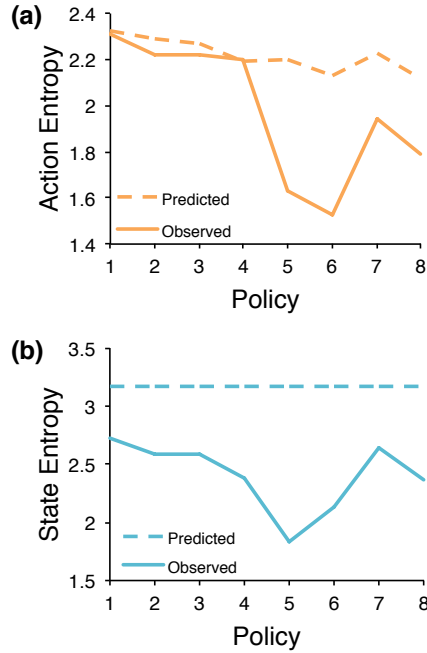 (a)
Action Entropy
2.4
2.2
2
1.8
1.6
1.4
Predicted
Observed
1 2 3 4 5 6 7 8
Policy
(b)
State Entropy
3.5
3
2.5
2
1.5
Predicted
Observed
1 2 3 4 5 6 7 8
Policy